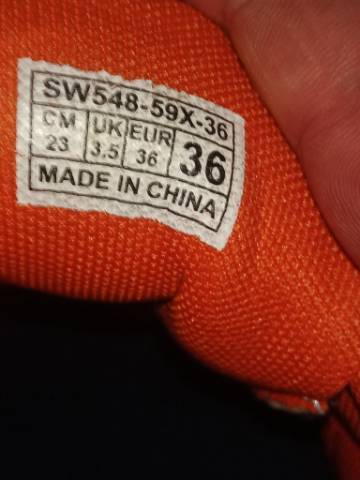 SW548-59X-36
CM UK EUR 36
23 3.5 36
MADE IN CHINA